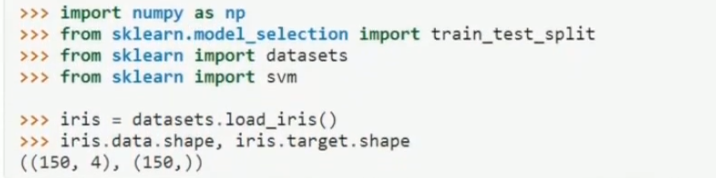 >>> import numpy as np
>>> from sklearn.model_selection import train_test_split
>>> from sklearn import datasets
>>> from sklearn import svm
>>> iris = datasets.load_iris()
>>> iris.data.shape, iris.target.shape
((150, 4), (150,))